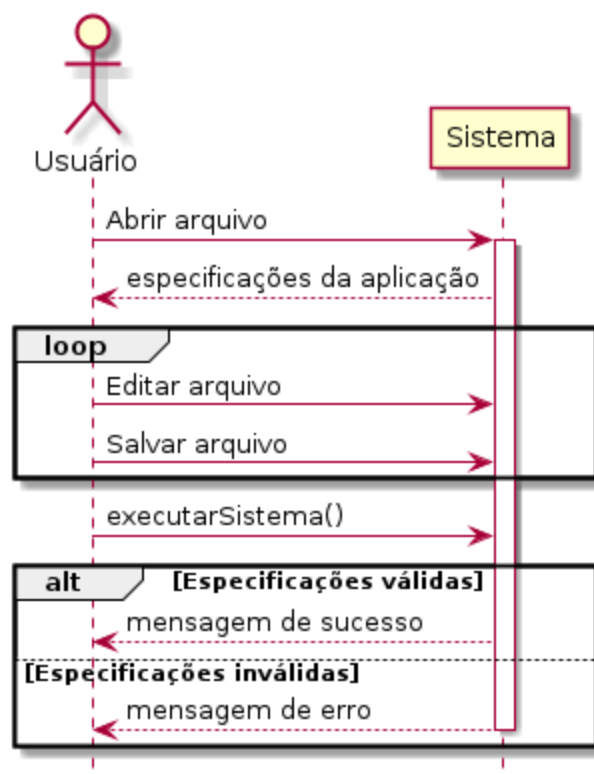 Usuário
Sistema
Abrir arquivo
especificações da aplicação
loop
Editar arquivo
Salvar arquivo
executarSistema()
alt [Especificações válidas]
mensagem de sucesso
[Especificações inválidas]
mensagem de erro